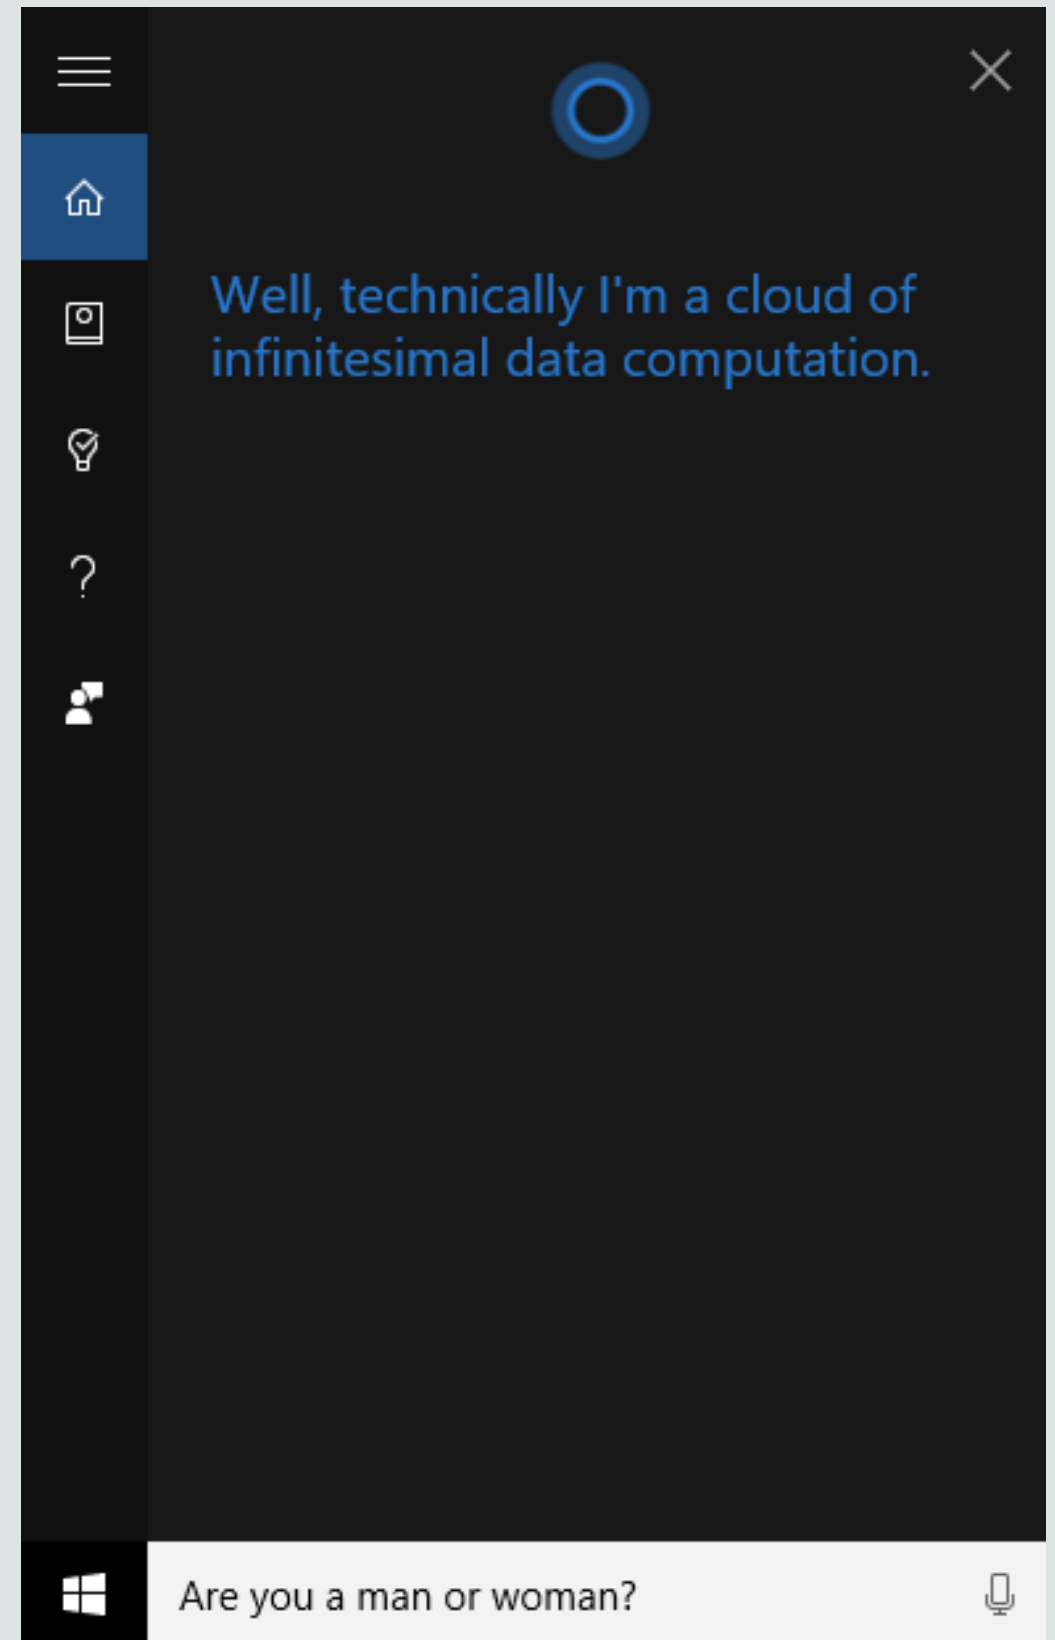 Well, technically I'm a cloud of
infinitesimal data computation.
Are you a man or woman?